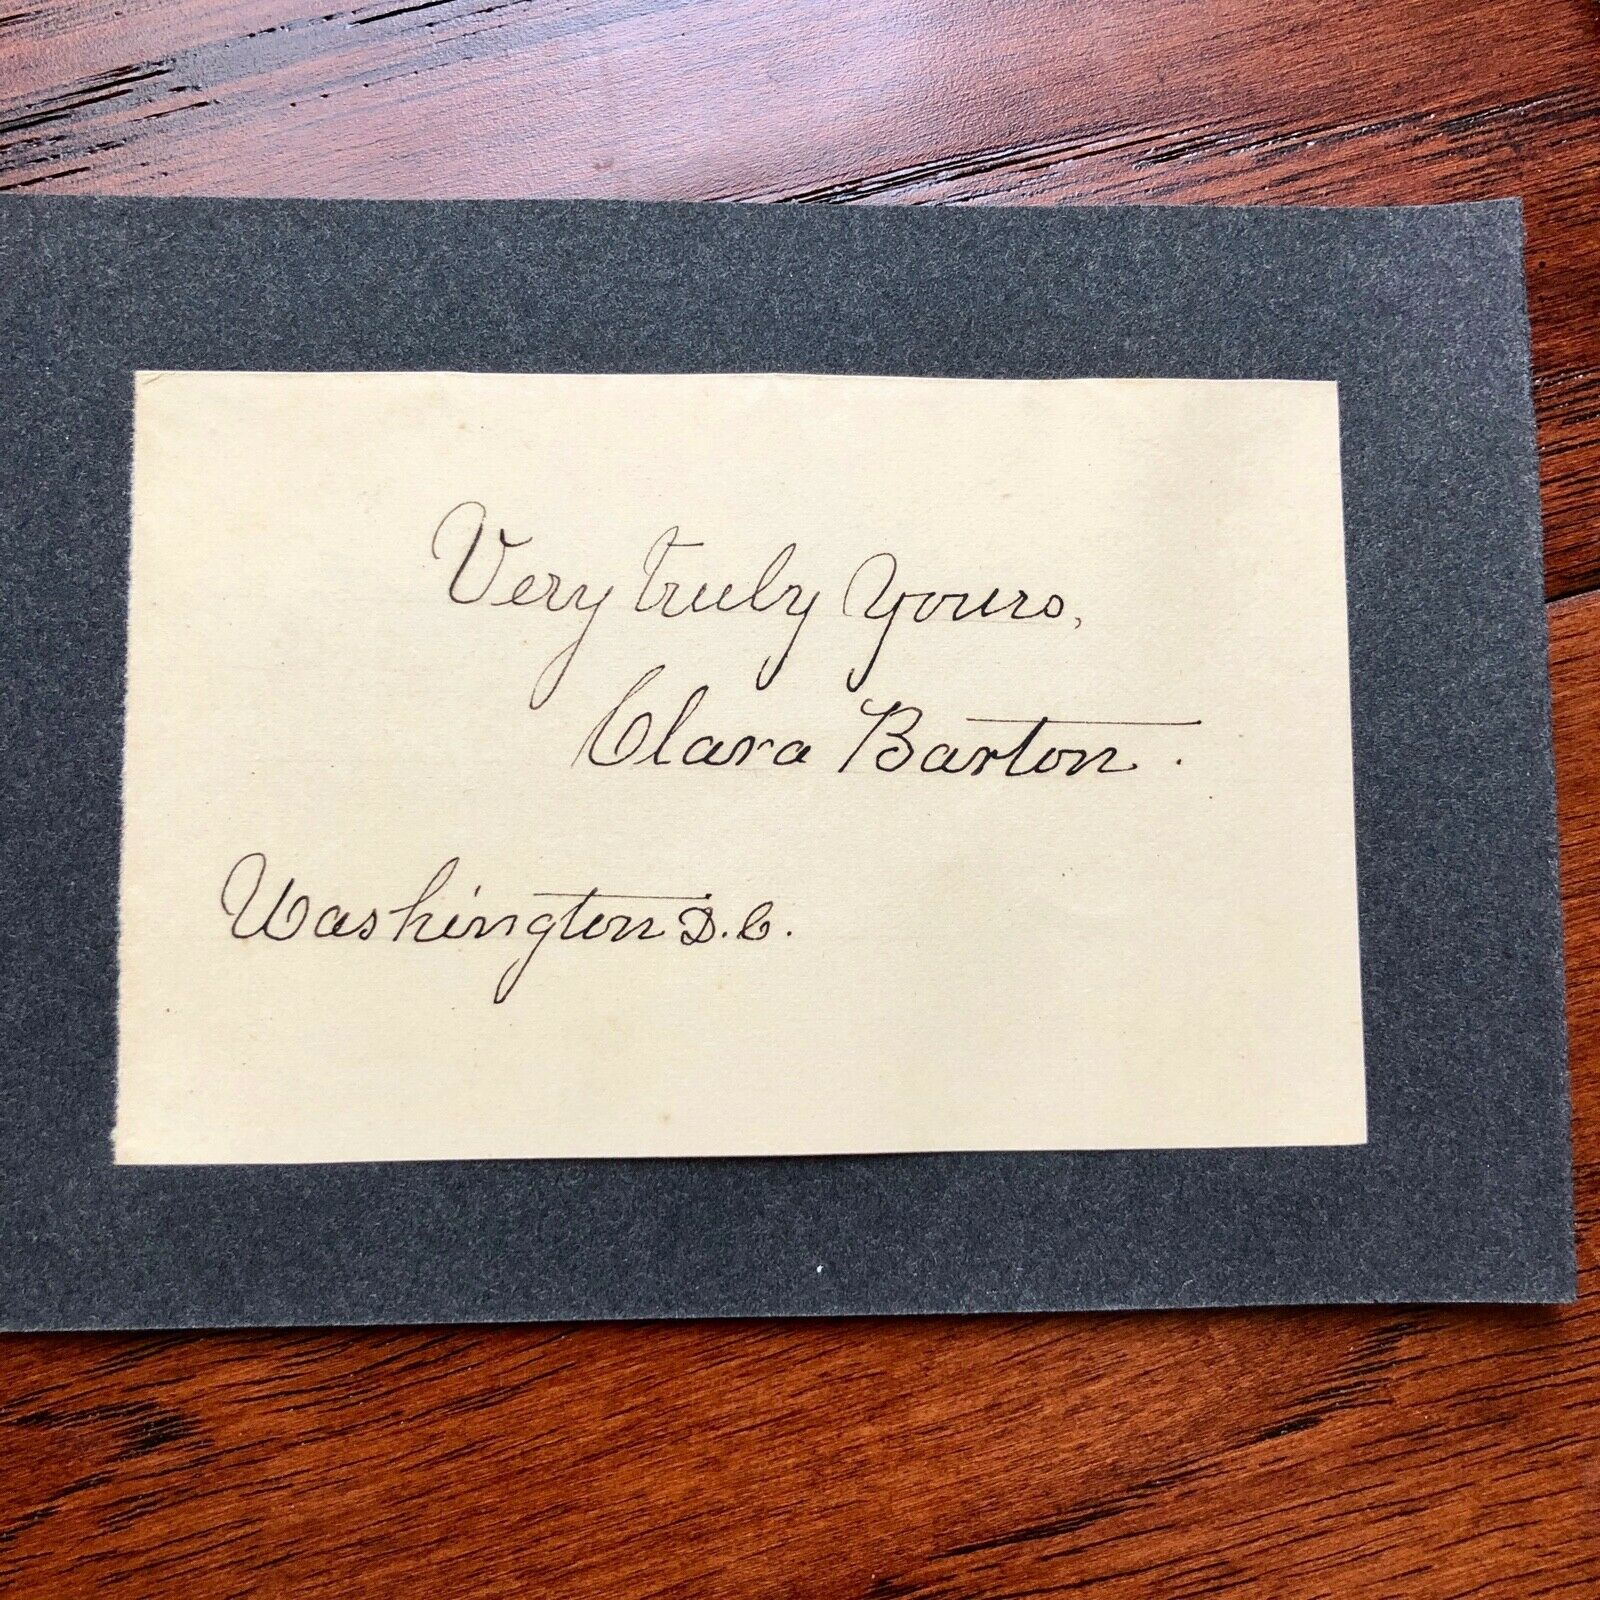 Very truly Yours,
Clara Barton.
Washington D.C.